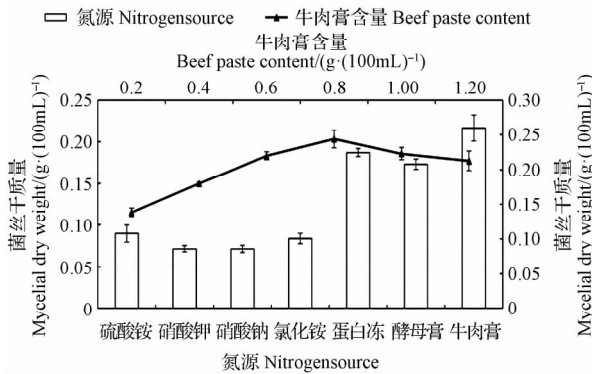 氮源 Nitrogensource 牛肉膏含量 Beef paste content
牛肉膏含量
Beef paste content/(g·(100mL)⁻¹)
0.2 0.4 0.6 0.8 1.00 1.20
菌丝干质量
Mycelial dry weight/(g·(100mL)⁻¹)
0.25
0.20
0.15
0.10
0.05
0
0.30
0.25
0.20
0.15
0.10
0.05
0.00
菌丝干质量
Mycelial dry weight/(g·(100mL)⁻¹)
硫酸铵 硝酸钾 硝酸钠 氯化铵 蛋白冻 酵母膏 牛肉膏
氮源 Nitrogensource